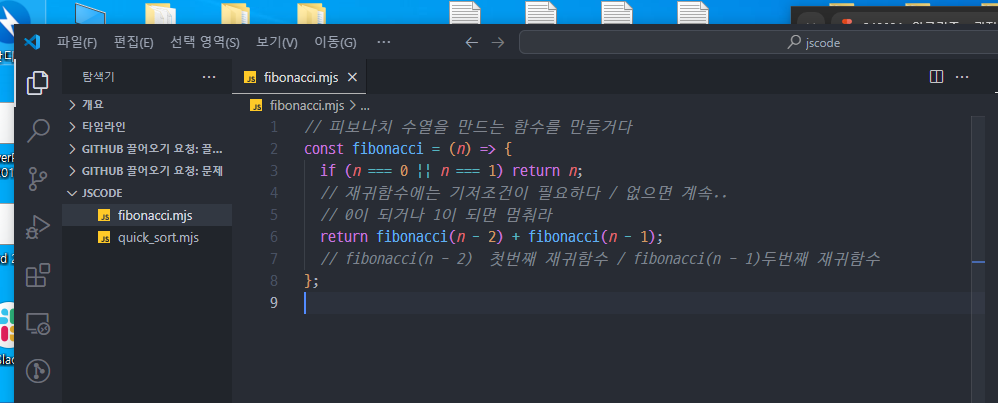 파일(F) 편집(E) 선택 영역(S) 보기(V) 이동(G) ··· jscode
탐색기 ···
fibonacci.mjs
개요
타임라인
GITHUB 끌어오기 요청: 끌...
GITHUB 끌어오기 요청: 문제
JSCODE
JS fibonacci.mjs
JS quick_sort.mjs
JS fibonacci.mjs > ...
1 // 피보나치 수열을 만드는 함수를 만들거다
2 const fibonacci = (n) => {
3 if (n === 0 || n === 1) return n;
4 // 재귀함수에는 기저조건이 필요하다 / 없으면 계속..
5 // 0이 되거나 1이 되면 멈춰라
6 return fibonacci(n - 2) + fibonacci(n - 1);
7 // fibonacci(n - 2) 첫번째 재귀함수 / fibonacci(n - 1)두번째 재귀함수
8 };
9